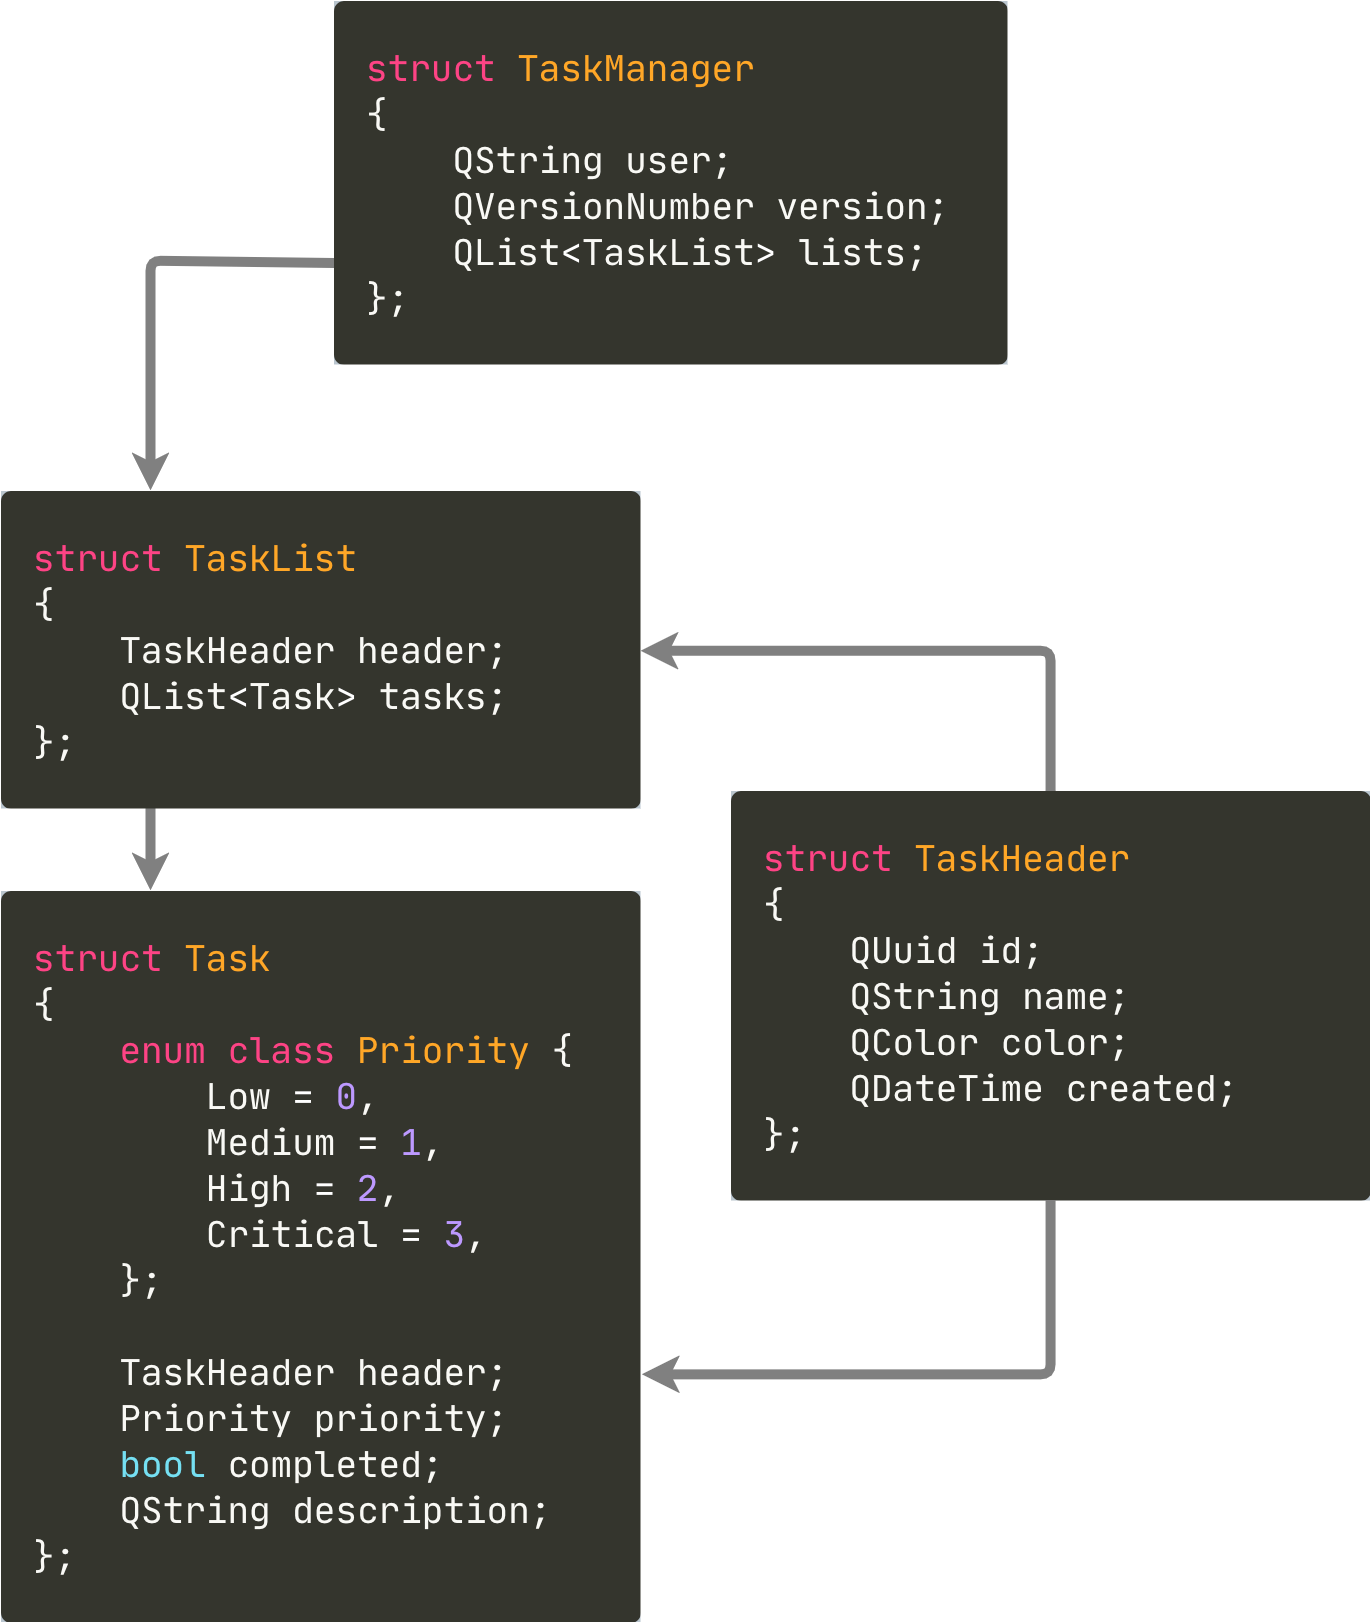 struct TaskManager
{
    QString user;
    QVersionNumber version;
    QList<TaskList> lists;
};
struct TaskList
{
    TaskHeader header;
    QList<Task> tasks;
};
struct TaskHeader
{
    QUuid id;
    QString name;
    QColor color;
    QDateTime created;
};
struct Task
{
    enum class Priority {
        Low = 0,
        Medium = 1,
        High = 2,
        Critical = 3,
    };

    TaskHeader header;
    Priority priority;
    bool completed;
    QString description;
};